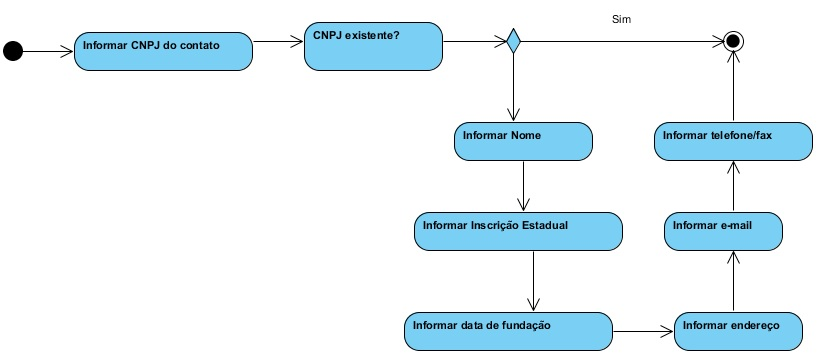 Sim
Informar CNPJ do contato
CNPJ existente?
Informar Nome
Informar telefone/fax
Informar Inscrição Estadual
Informar e-mail
Informar data de fundação
Informar endereço